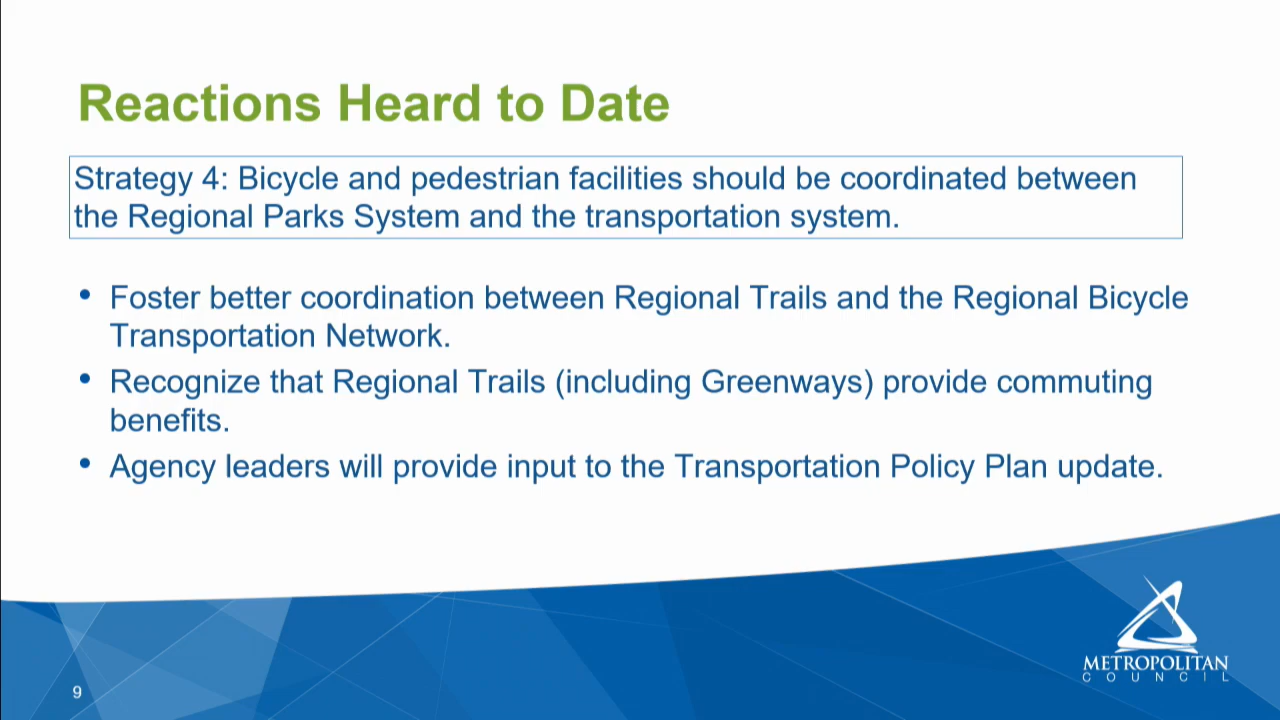 Reactions Heard to Date
Strategy 4: Bicycle and pedestrian facilities should be coordinated between
the Regional Parks System and the transportation system.
• Foster better coordination between Regional Trails and the Regional Bicycle
Transportation Network.
• Recognize that Regional Trails (including Greenways) provide commuting
benefits.
• Agency leaders will provide input to the Transportation Policy Plan update.
METROPOLITAN
COUNCIL
9